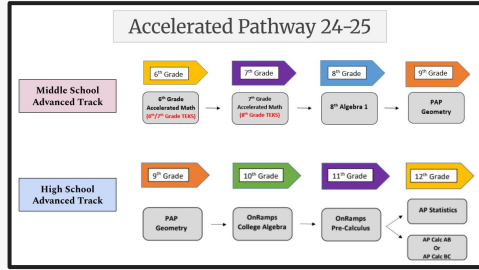 Accelerated Pathway 24-25
6th Grade
7th Grade
8th Grade
9th Grade
Middle School
Advanced Track
6th Grade
Accelerated Math
(6th/7th Grade TEKS)
7th Grade
Accelerated Math
(8th Grade TEKS)
8th Algebra 1
PAP
Geometry
9th Grade
10th Grade
11th Grade
12th Grade
High School
Advanced Track
PAP
Geometry
OnRamps
College Algebra
OnRamps
Pre-Calculus
AP Statistics
AP Calc AB
Or
AP Calc BC